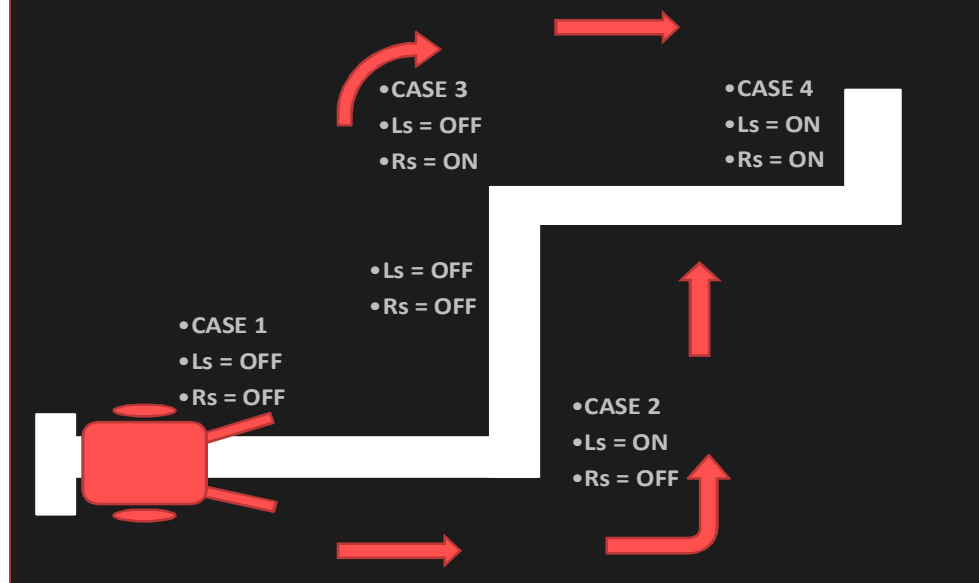 •CASE 3
•Ls = OFF
•Rs = ON
•CASE 4
•Ls = ON
•Rs = ON
•Ls = OFF
•Rs = OFF
•CASE 1
•Ls = OFF
•Rs = OFF
•CASE 2
•Ls = ON
•Rs = OFF